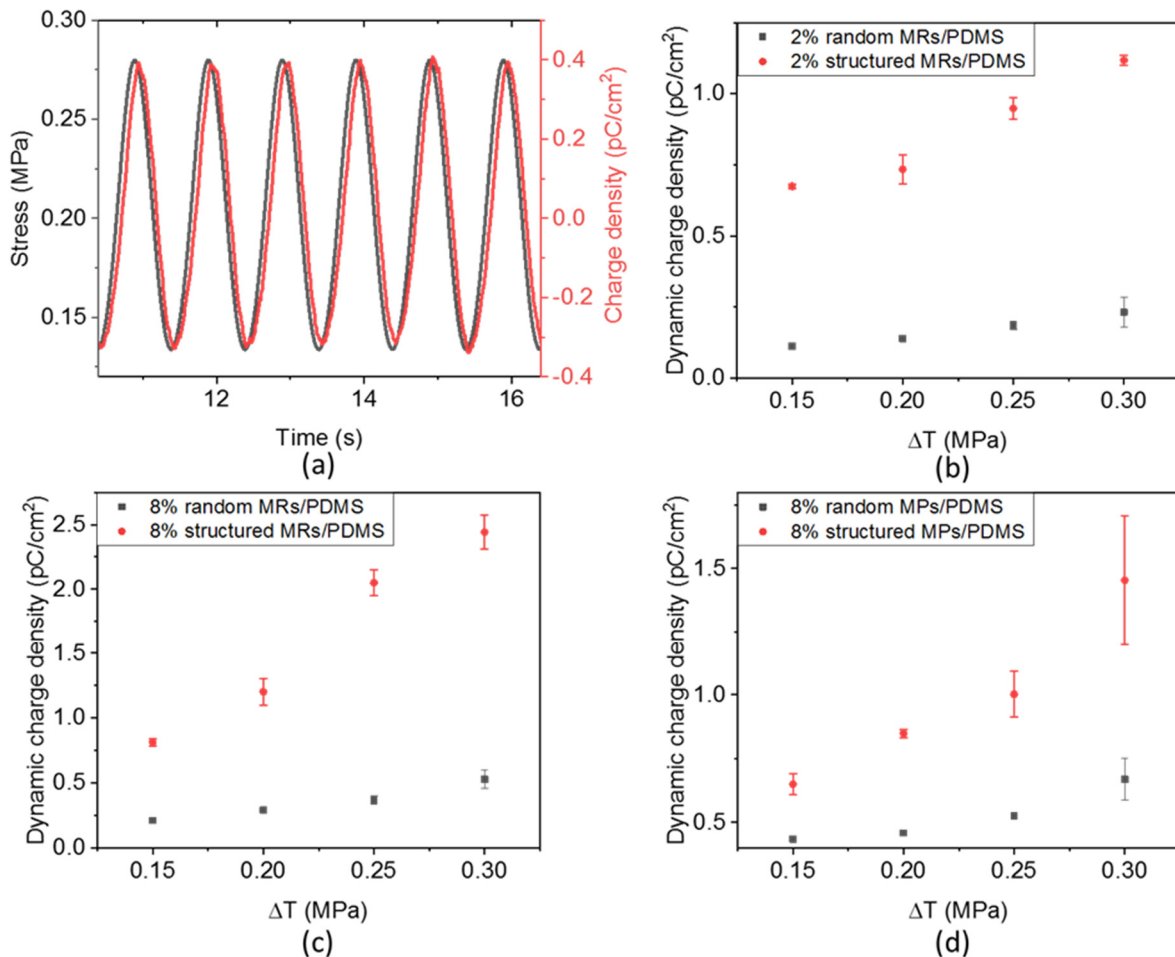 0.30
0.25
0.20
0.15
Stress (MPa)
0.4
0.2
0.0
-0.2
-0.4
Charge density (pC/cm²)
12
14
16
Time (s)
(a)
2% random MRs/PDMS
2% structured MRs/PDMS
1.0
0.5
0.0
Dynamic charge density (pC/cm²)
0.15
0.20
0.25
0.30
ΔT (MPa)
(b)
8% random MRs/PDMS
8% structured MRs/PDMS
2.5
2.0
1.5
1.0
0.5
0.0
Dynamic charge density (pC/cm²)
0.15
0.20
0.25
0.30
ΔT (MPa)
(c)
8% random MPs/PDMS
8% structured MPs/PDMS
1.5
1.0
0.5
Dynamic charge density (pC/cm²)
0.15
0.20
0.25
0.30
ΔT (MPa)
(d)